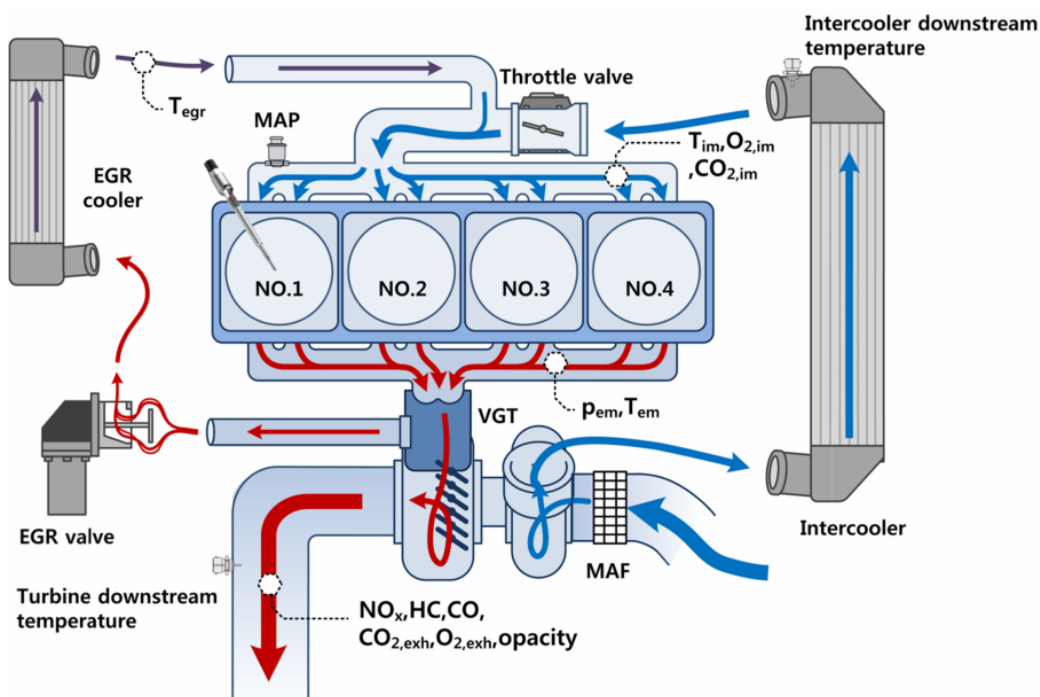 Intercooler downstream
temperature
Throttle valve
T_egr
MAP
T_im,O_2,im
,CO_2,im
EGR
cooler
NO.1
NO.2
NO.3
NO.4
p_em,T_em
VGT
EGR valve
Intercooler
MAF
Turbine downstream
temperature
NO_x,HC,CO,
CO_2,exh,O_2,exh,opacity